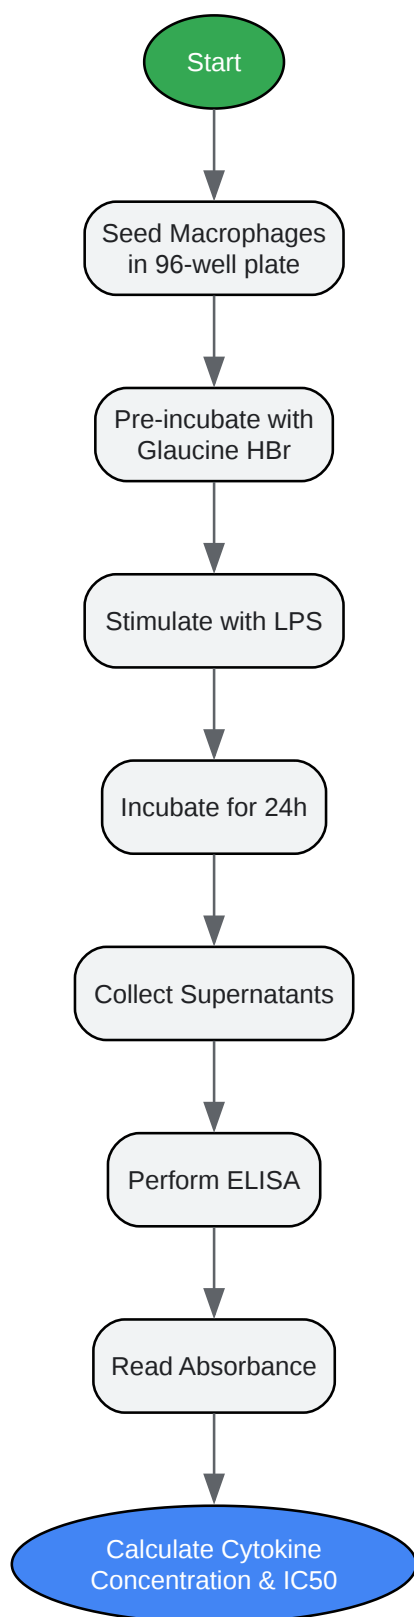 Start
Seed Macrophages
in 96-well plate
Pre-incubate with
Glaucine HBr
Stimulate with LPS
Incubate for 24h
Collect Supernatants
Perform ELISA
Read Absorbance
Calculate Cytokine
Concentration & IC50